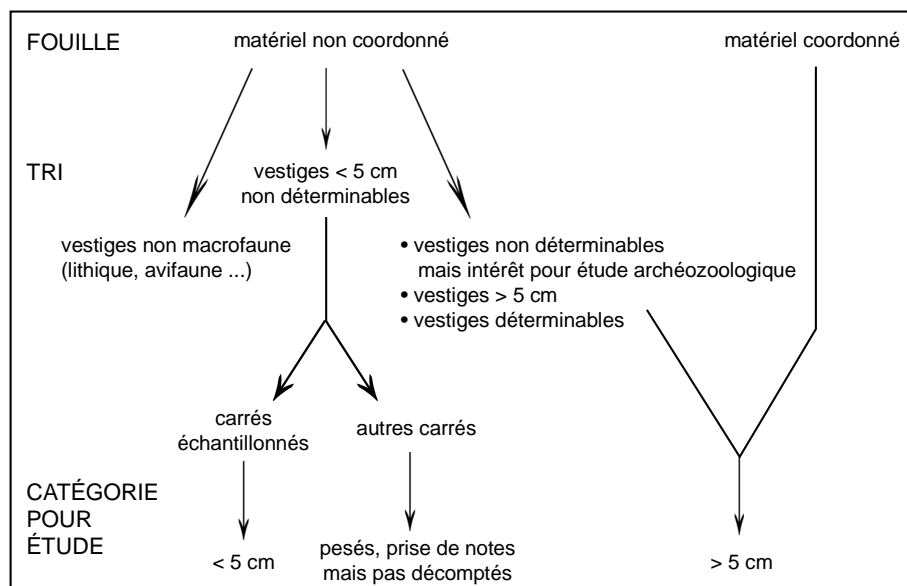 FOUILLE
matériel non coordonné
matériel coordonné
TRI
vestiges < 5 cm
non déterminables
vestiges non macrofaune
(lithique, avifaune ...)
• vestiges non déterminables
mais intérêt pour étude archéozoologique
• vestiges > 5 cm
• vestiges déterminables
carrés
échantillonnés
autres carrés
CATÉGORIE
POUR
ÉTUDE
< 5 cm
pesés, prise de notes
mais pas décomptés
> 5 cm